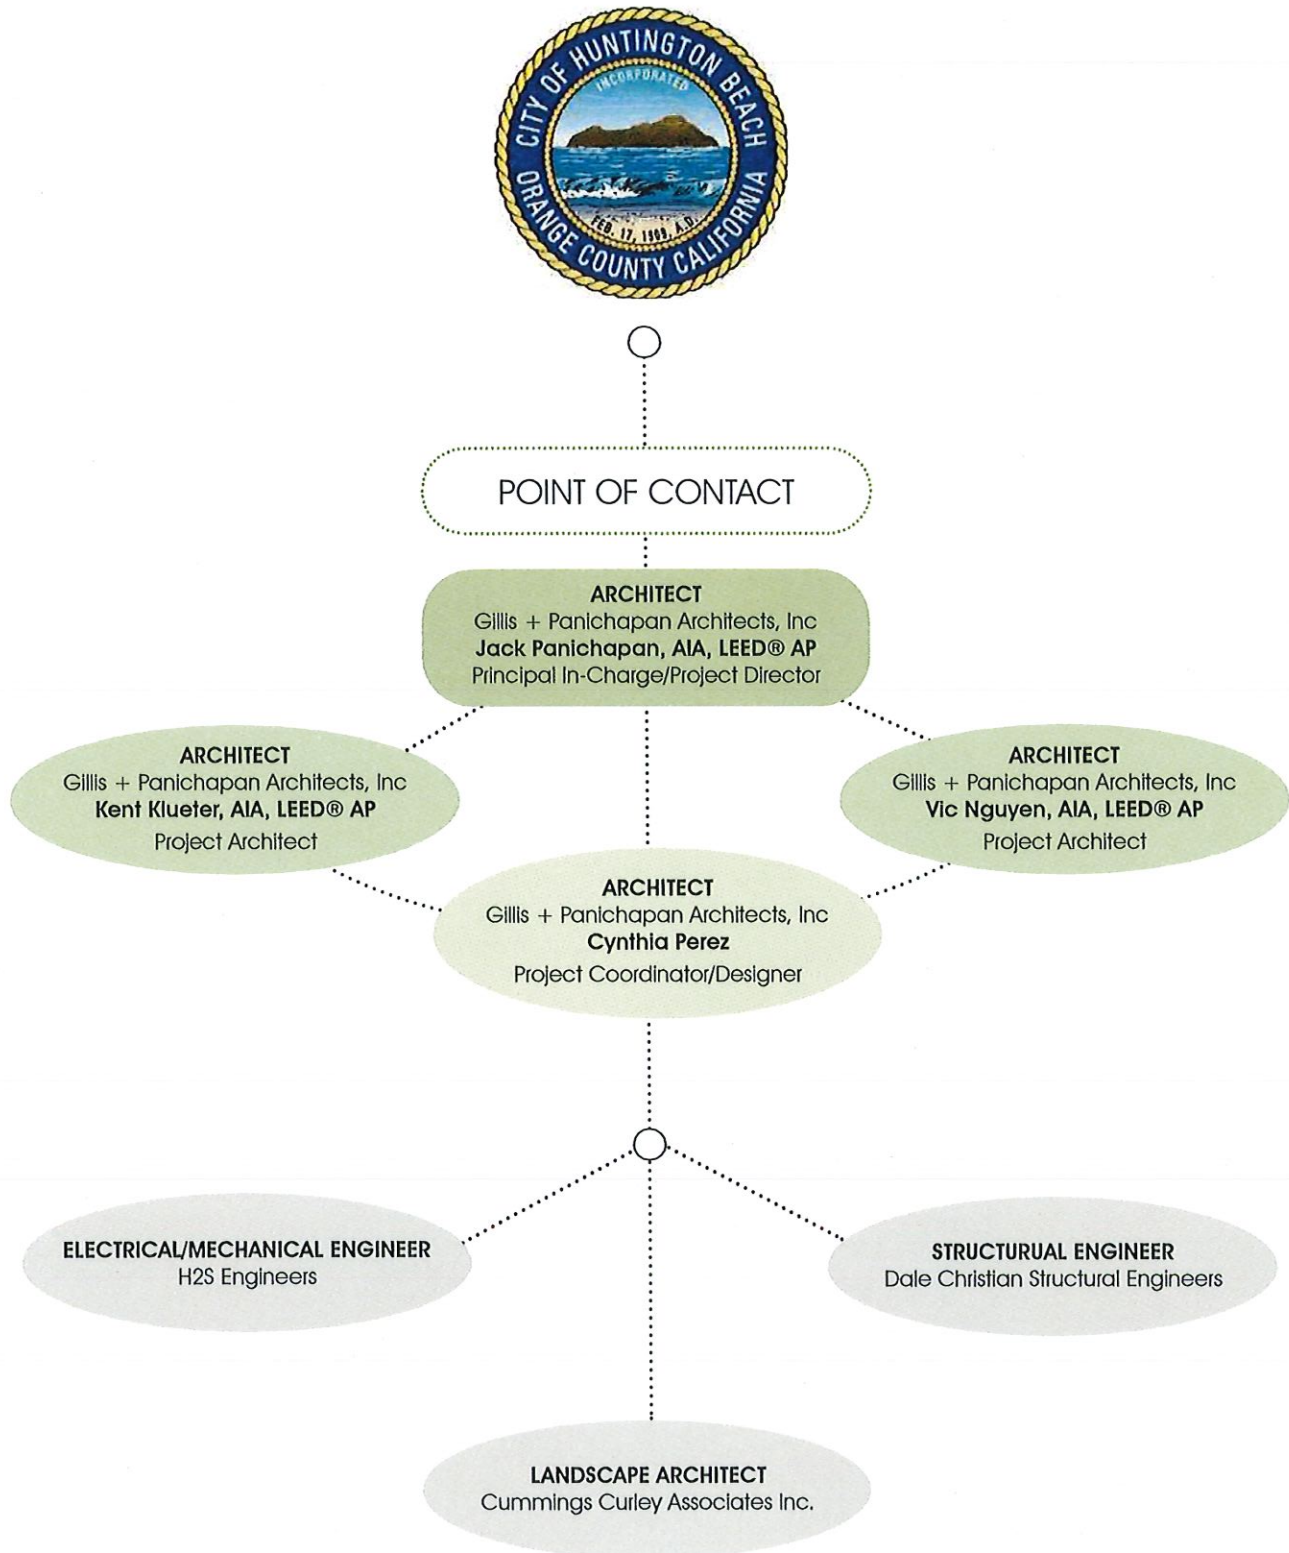 CITY OF HUNTINGTON BEACH
INCORPORATED
FEB. 17, 1909, A.D.
ORANGE COUNTY CALIFORNIA
POINT OF CONTACT
ARCHITECT
Gillis + Panichapan Architects, Inc
Jack Panichapan, AIA, LEED® AP
Principal In-Charge/Project Director
ARCHITECT
Gillis + Panichapan Architects, Inc
Kent Klueter, AIA, LEED® AP
Project Architect
ARCHITECT
Gillis + Panichapan Architects, Inc
Vic Nguyen, AIA, LEED® AP
Project Architect
ARCHITECT
Gillis + Panichapan Architects, Inc
Cynthia Perez
Project Coordinator/Designer
ELECTRICAL/MECHANICAL ENGINEER
H2S Engineers
STRUCTURUAL ENGINEER
Dale Christian Structural Engineers
LANDSCAPE ARCHITECT
Cummings Curley Associates Inc.